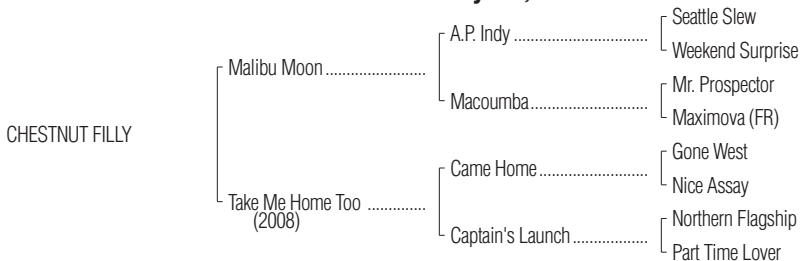 Seattle Slew
A.P. Indy
Weekend Surprise
Malibu Moon
Mr. Prospector
Macoumba
Maximova (FR)
CHESTNUT FILLY
Gone West
Came Home
Nice Assay
Take Me Home Too
(2008)
Northern Flagship
Captain's Launch
Part Time Lover